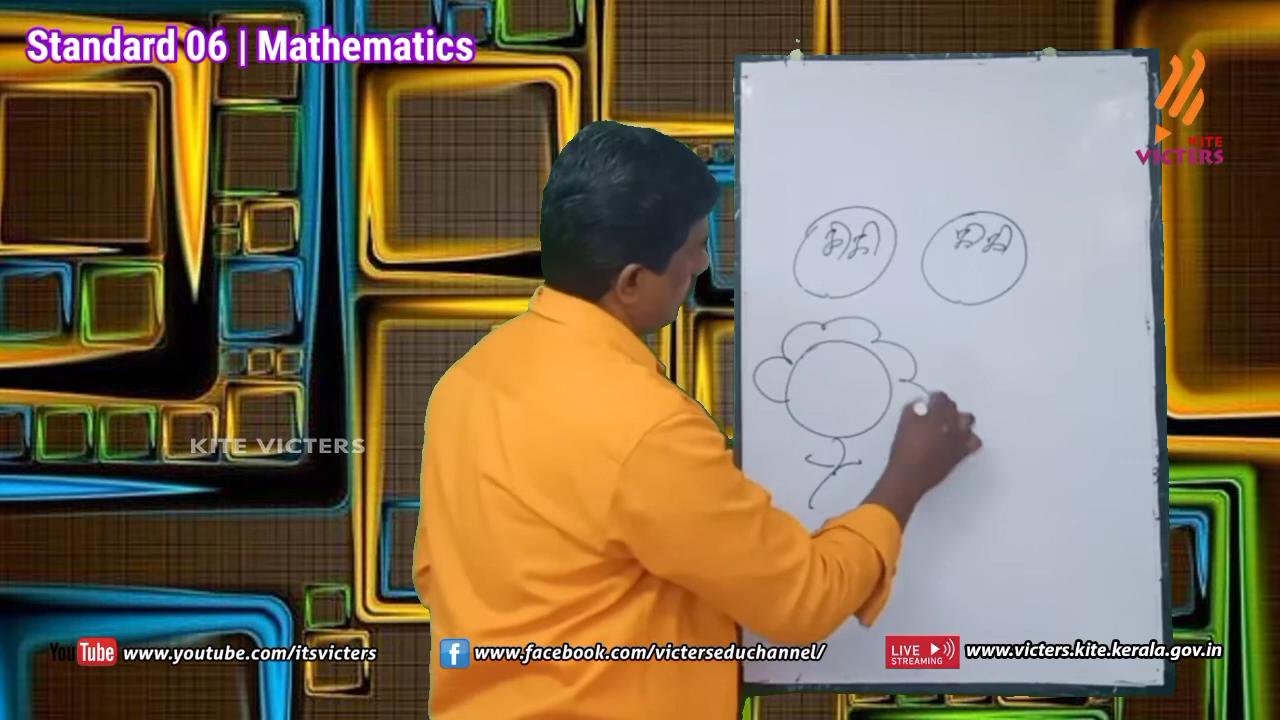 Standard 06 | Mathematics
KITE
VICTERS
KITE VICTERS
YouTube www.youtube.com/itsvicters
f www.facebook.com/victerseduchannel/
LIVE
STREAMING
www.victers.kite.kerala.gov.in